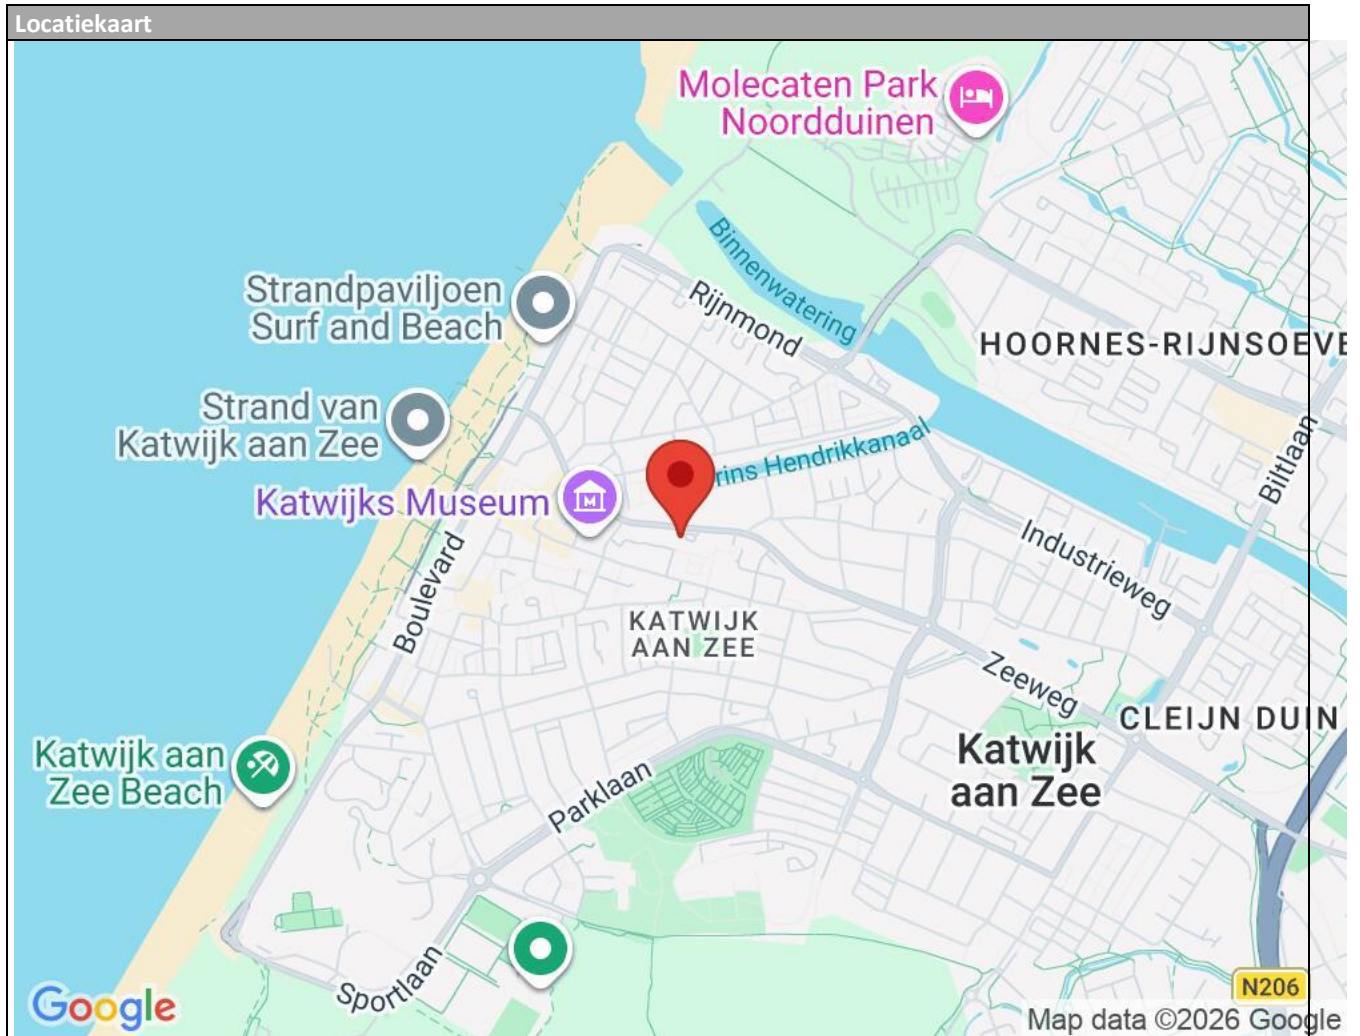 Locatiekaart
Molecaten Park
Noordduinen
Binnenwatering
Strandpaviljoen
Surf and Beach
Rijnmond
HOORNES-RIJNSOEVE
Strand van
Katwijk aan Zee
Biltlaan
rins Hendrikkanaal
Katwijks Museum
M
Boulevard
Industrieweg
KATWIJK
AAN ZEE
Zeeweg
CLEIJN DUIN
Katwijk
aan Zee
Katwijk aan
Zee Beach
Parklaan
Sportlaan
N206
Google
Map data ©2026 Google